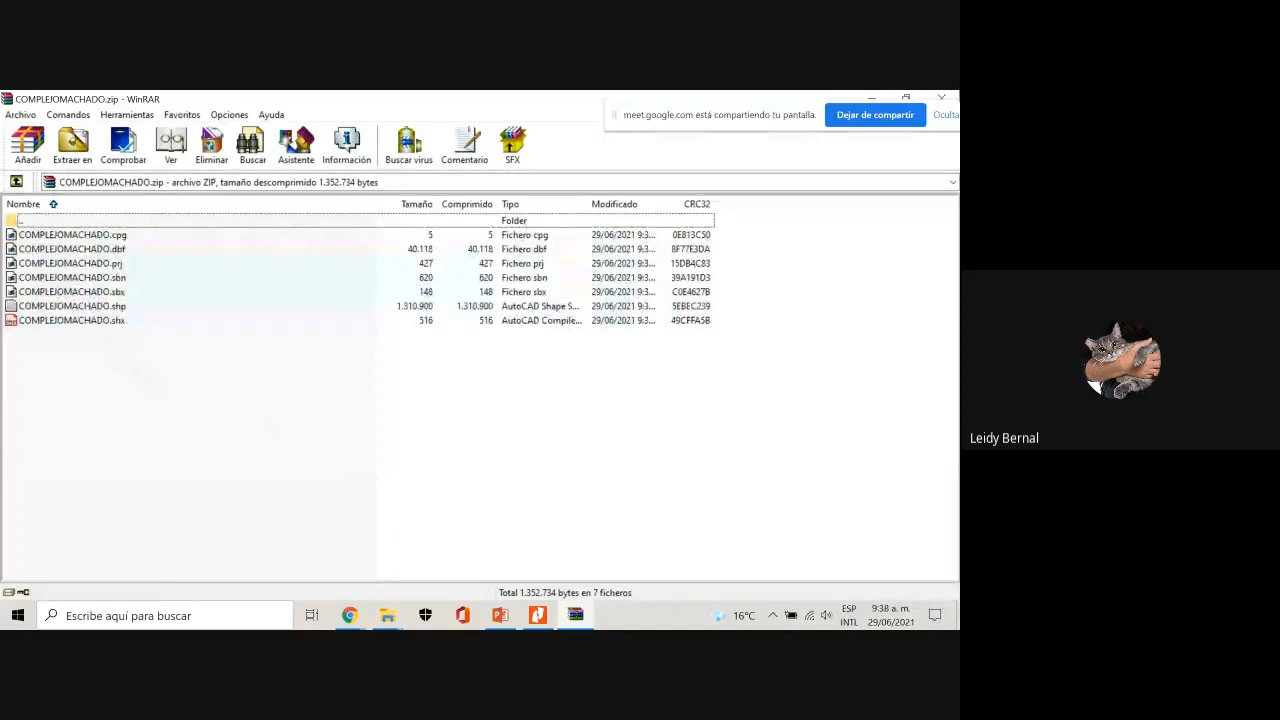 COMPLEJOMACHADO.zip - WinRAR
Archivo Comandos Herramientas Favoritos Opciones Ayuda
meet.google.com está compartiendo tu pantalla. Dejar de compartir Oculta
Añadir Extraer en Comprobar Ver Eliminar Buscar Asistente Información Buscar virus Comentario SFX
COMPLEJOMACHADO.zip - archivo ZIP, tamaño descomprimido 1.352.734 bytes
Nombre Tamaño Comprimido Tipo Modificado CRC32
.. Folder
COMPLEJOMACHADO.cpg 5 5 Fichero cpg 29/06/2021 9:3... 0E813C50
COMPLEJOMACHADO.dbf 40.118 40.118 Fichero dbf 29/06/2021 9:3... 8F77E3DA
COMPLEJOMACHADO.prj 427 427 Fichero prj 29/06/2021 9:3... 15DB4C83
COMPLEJOMACHADO.sbn 620 620 Fichero sbn 29/06/2021 9:3... 39A191D3
COMPLEJOMACHADO.sbx 148 148 Fichero sbx 29/06/2021 9:3... C0E4627B
COMPLEJOMACHADO.shp 1.310.900 1.310.900 AutoCAD Shape S... 29/06/2021 9:3... 5EBEC239
COMPLEJOMACHADO.shx 516 516 AutoCAD Compile... 29/06/2021 9:3... 49CFFA5B
Leidy Bernal
Total 1.352.734 bytes en 7 ficheros
Escribe aquí para buscar
16°C
ESP
INTL
9:38 a. m.
29/06/2021